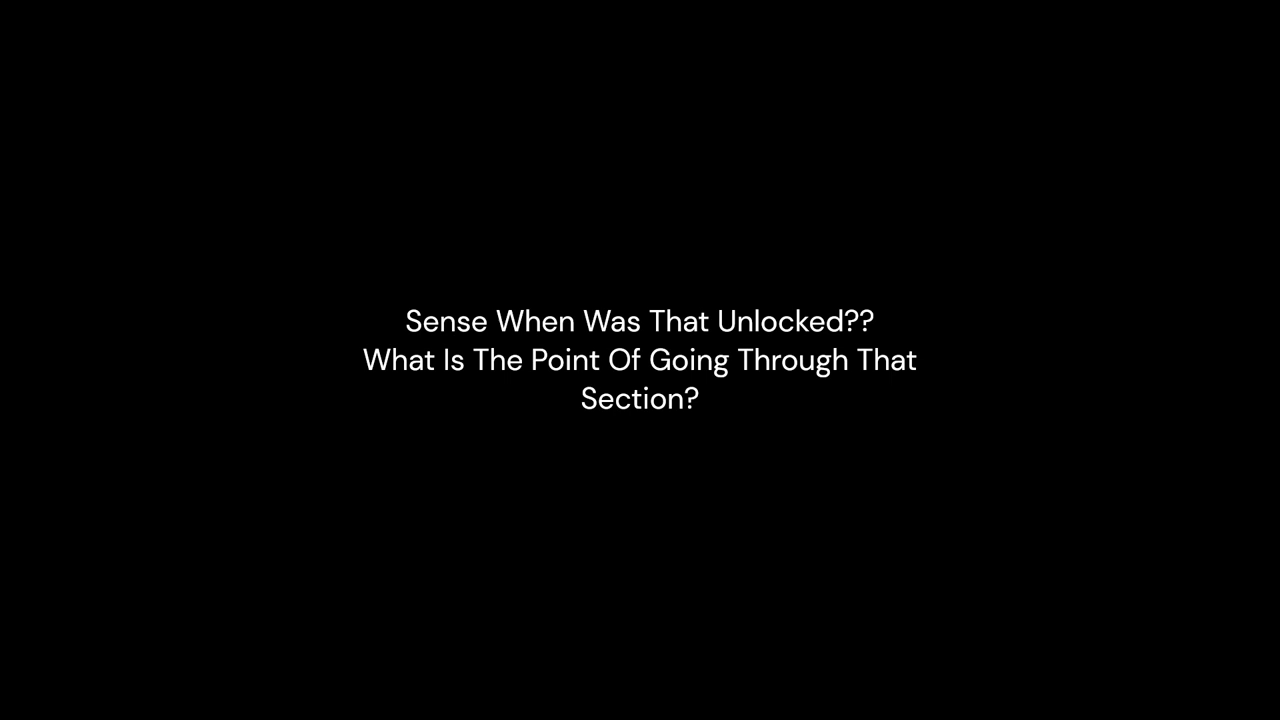 Sense When Was That Unlocked??
What Is The Point Of Going Through That
Section?